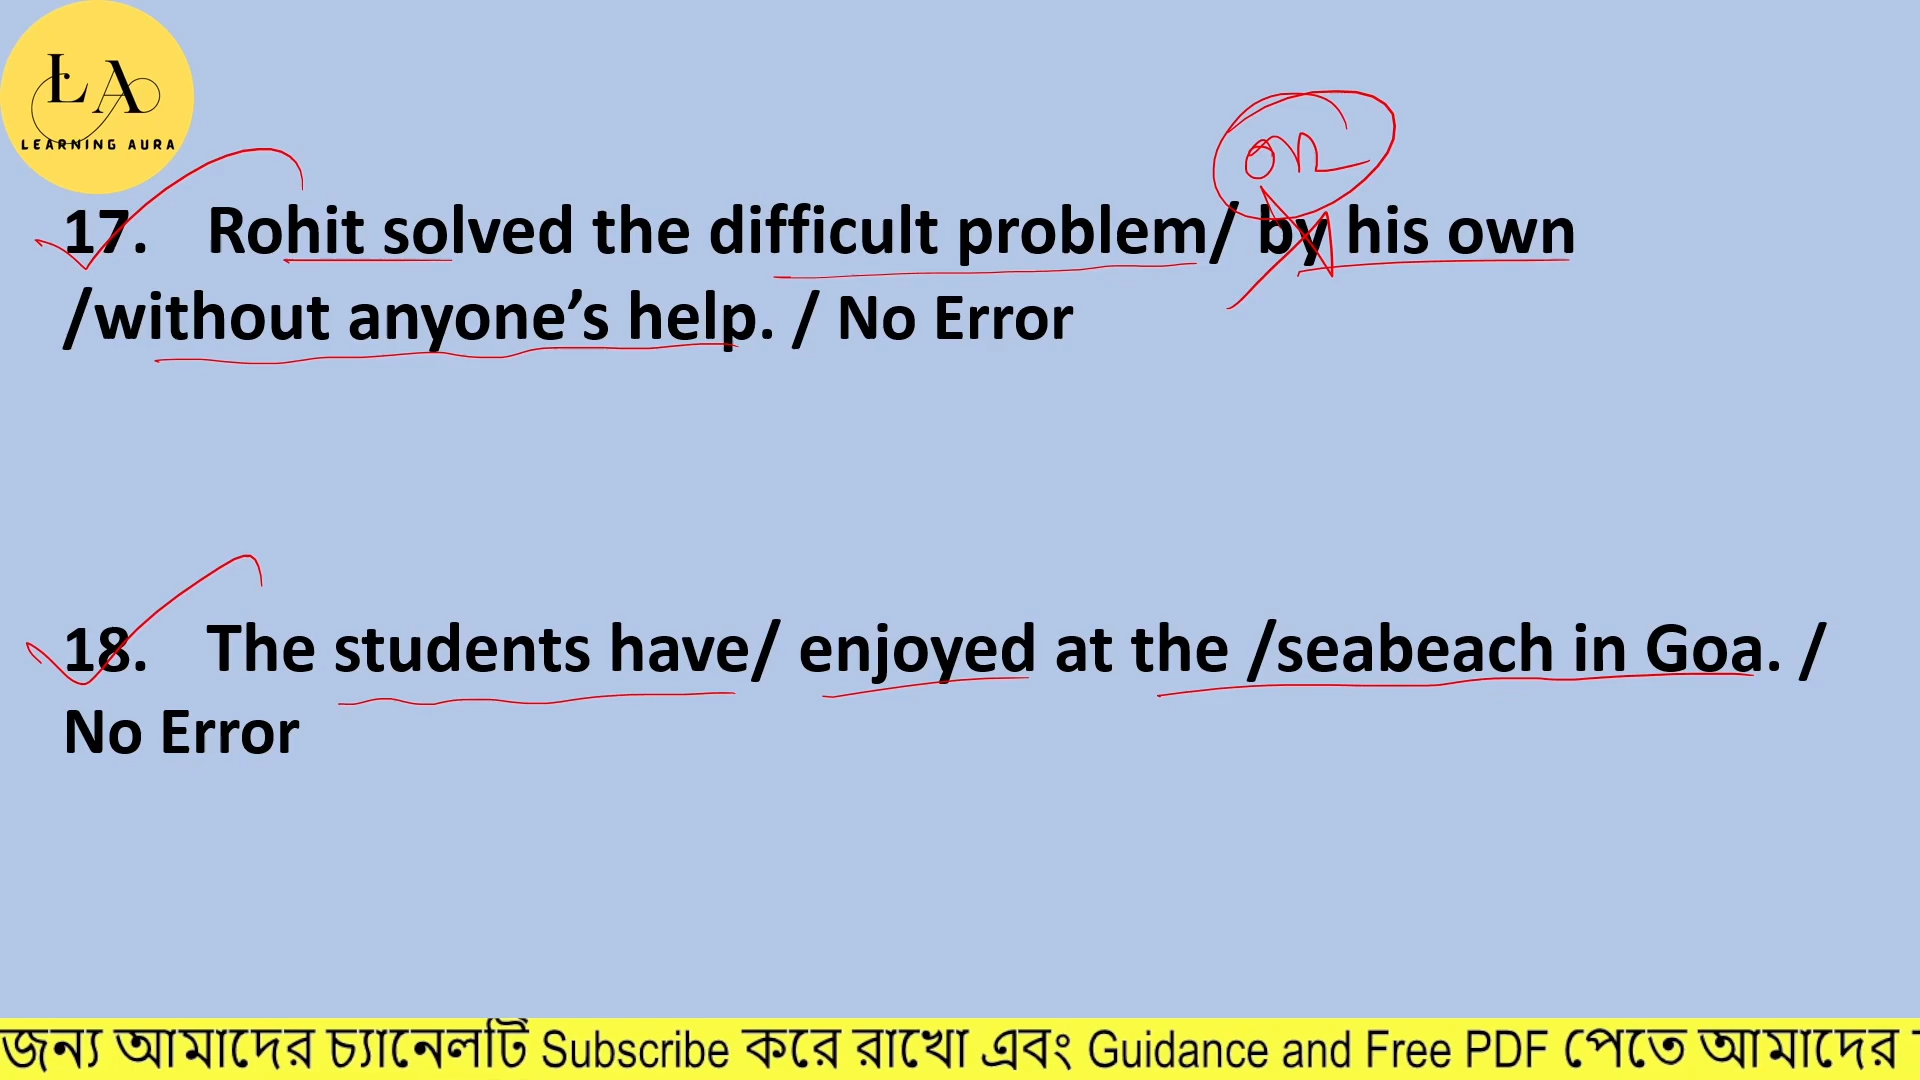 LA
LEARNING AURA
on
17. Rohit solved the difficult problem/ by his own
/without anyone’s help. / No Error
18. The students have/ enjoyed at the /seabeach in Goa. /
No Error
জন্য আমাদের চ্যানেলটি Subscribe করে রাখো এবং Guidance and Free PDF পেতে আমাদের